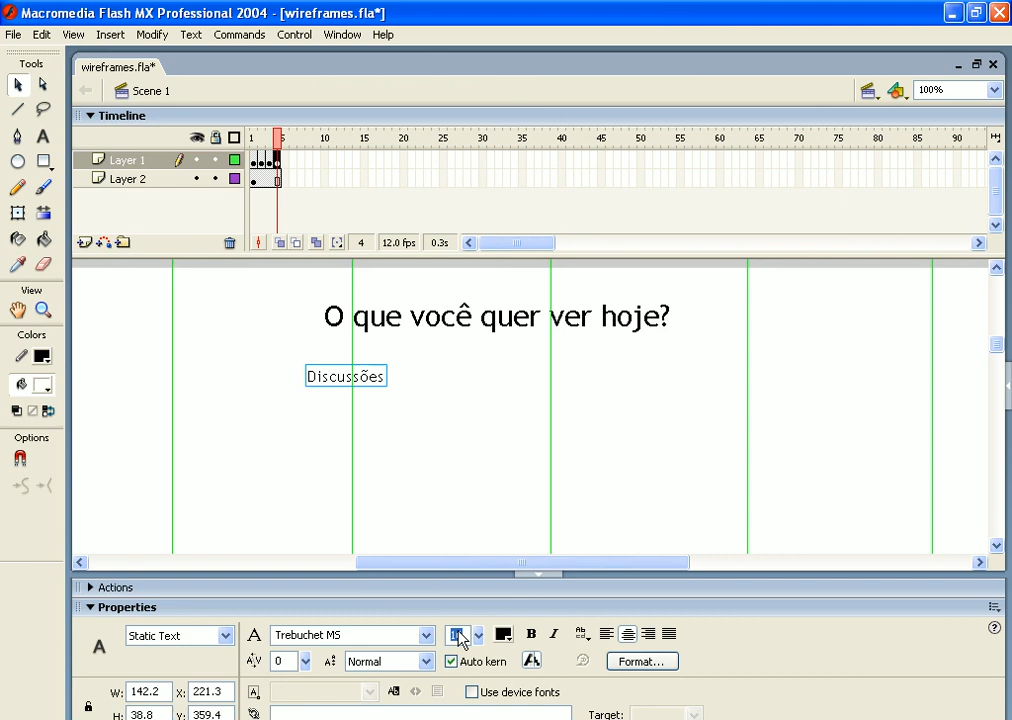 Macromedia Flash MX Professional 2004 - [wireframes.fla*]
File Edit View Insert Modify Text Commands Control Window Help
Tools
wireframes.fla*
Scene 1
100%
Timeline
1 5 10 15 20 25 30 35 40 45 50 55 60 65 70 75 80 85 90
Layer 1
Layer 2
4 12.0 fps 0.3s
View
Colors
Options
O que você quer ver hoje?
Discussões
Actions
Properties
A Static Text A Trebuchet MS B I
A/V 0 Normal Auto kern Format...
W: 142.2 X: 221.3 Use device fonts
H: 38.8 Y: 359.4 Target: